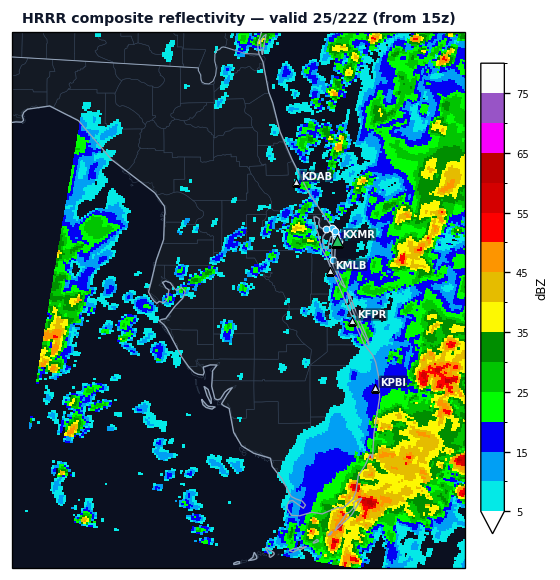 HRRR composite reflectivity — valid 25/22Z (from 15z)
KDAB
KXMR
KMLB
KFPR
KPBI
75
65
55
45
35
25
15
5
dBZ